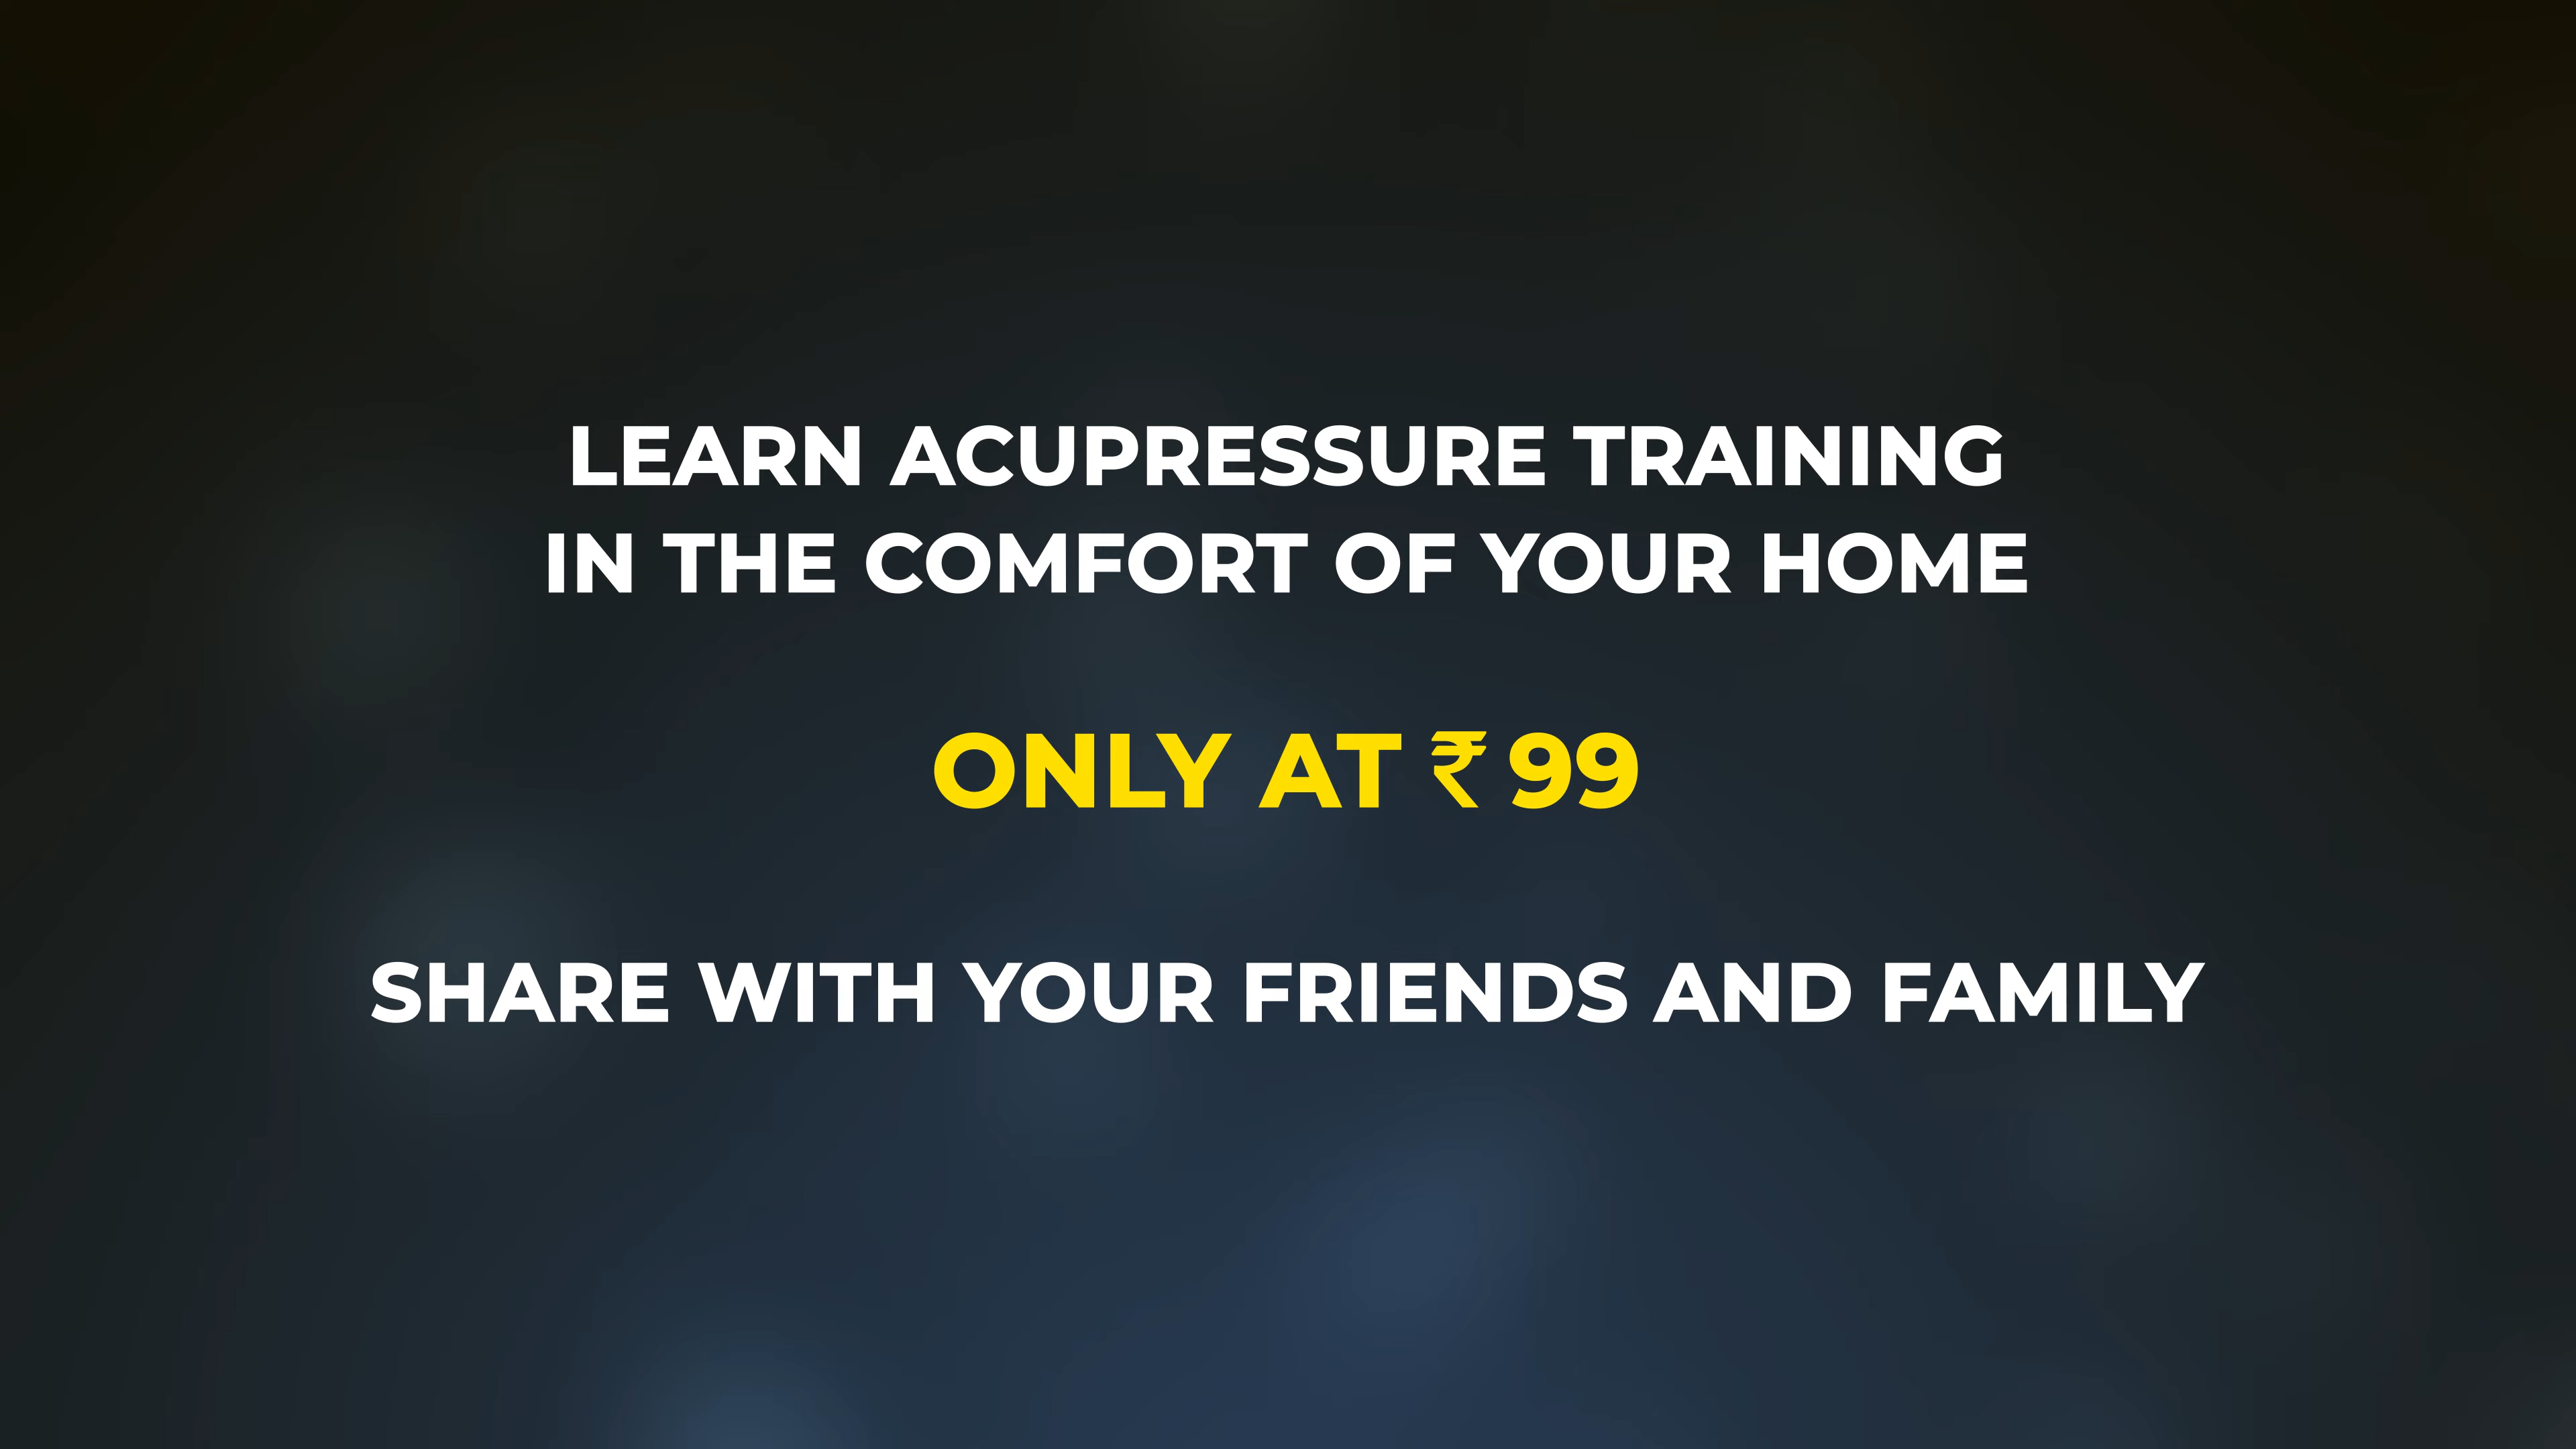 LEARN ACUPRESSURE TRAINING
IN THE COMFORT OF YOUR HOME
ONLY AT ₹ 99
SHARE WITH YOUR FRIENDS AND FAMILY